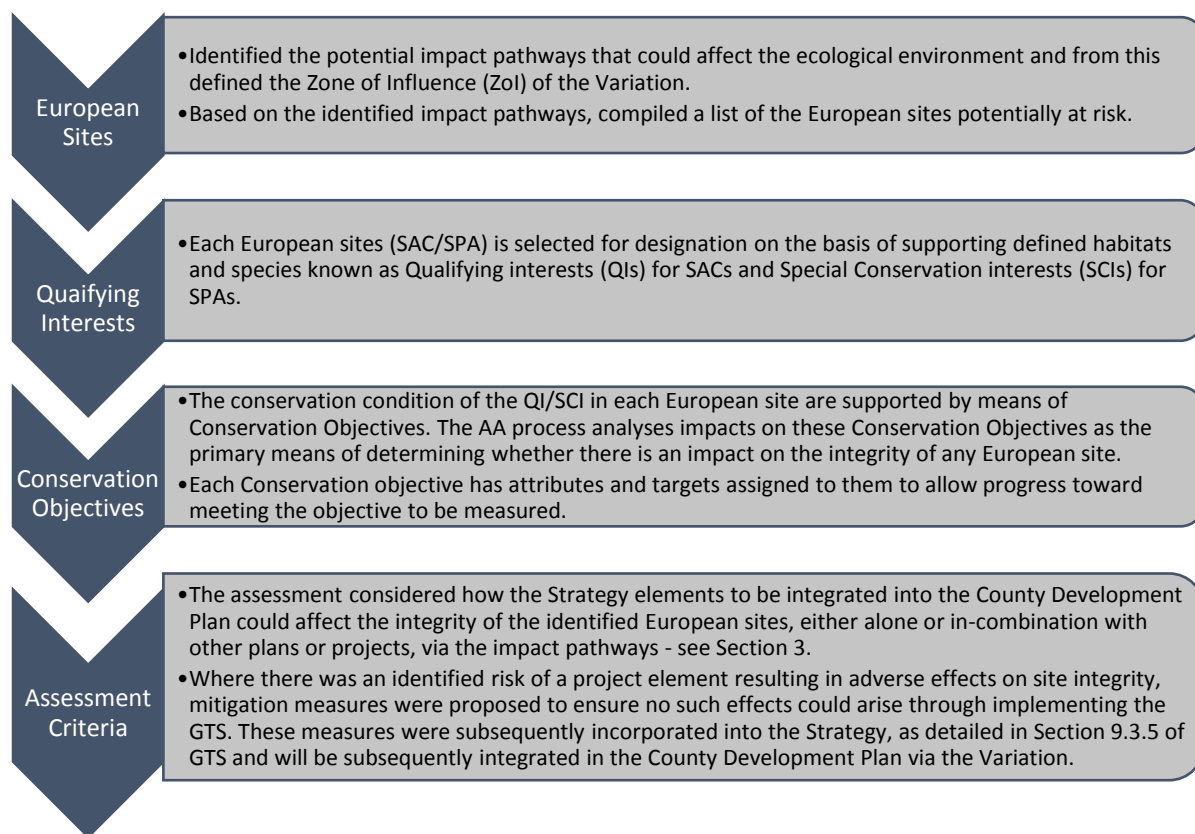 European
Sites
•Identified the potential impact pathways that could affect the ecological environment and from this
defined the Zone of Influence (ZoI) of the Variation.
•Based on the identified impact pathways, compiled a list of the European sites potentially at risk.
Quaifying
Interests
•Each European sites (SAC/SPA) is selected for designation on the basis of supporting defined habitats
and species known as Qualifying interests (QIs) for SACs and Special Conservation interests (SCIs) for
SPAs.
Conservation
Objectives
•The conservation condition of the QI/SCI in each European site are supported by means of
Conservation Objectives. The AA process analyses impacts on these Conservation Objectives as the
primary means of determining whether there is an impact on the integrity of any European site.
•Each Conservation objective has attributes and targets assigned to them to allow progress toward
meeting the objective to be measured.
Assessment
Criteria
•The assessment considered how the Strategy elements to be integrated into the County Development
Plan could affect the integrity of the identified European sites, either alone or in-combination with
other plans or projects, via the impact pathways - see Section 3.
•Where there was an identified risk of a project element resulting in adverse effects on site integrity,
mitigation measures were proposed to ensure no such effects could arise through implementing the
GTS. These measures were subsequently incorporated into the Strategy, as detailed in Section 9.3.5 of
GTS and will be subsequently integrated in the County Development Plan via the Variation.